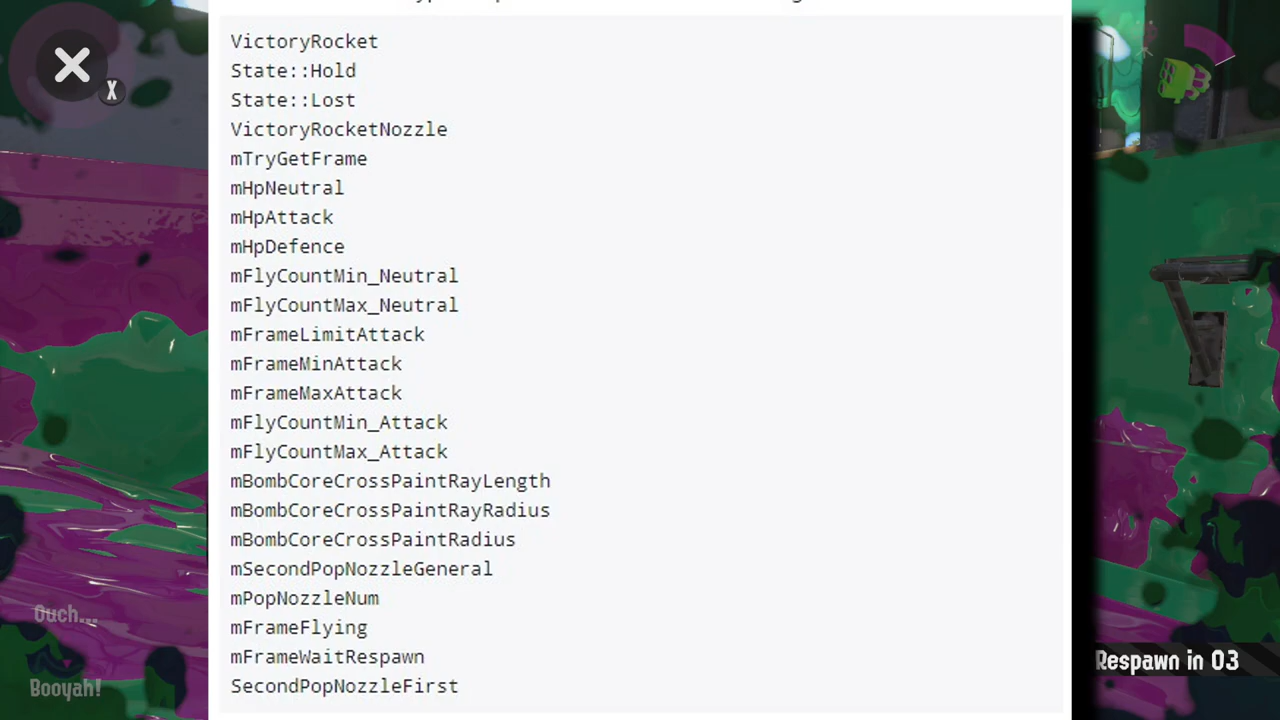 VictoryRocket
State::Hold
State::Lost
VictoryRocketNozzle
mTryGetFrame
mHpNeutral
mHpAttack
mHpDefence
mFlyCountMin_Neutral
mFlyCountMax_Neutral
mFrameLimitAttack
mFrameMinAttack
mFrameMaxAttack
mFlyCountMin_Attack
mFlyCountMax_Attack
mBombCoreCrossPaintRayLength
mBombCoreCrossPaintRayRadius
mBombCoreCrossPaintRadius
mSecondPopNozzleGeneral
mPopNozzleNum
mFrameFlying
mFrameWaitRespawn
SecondPopNozzleFirst
X
Ouch...
Booyah!
Respawn in 03